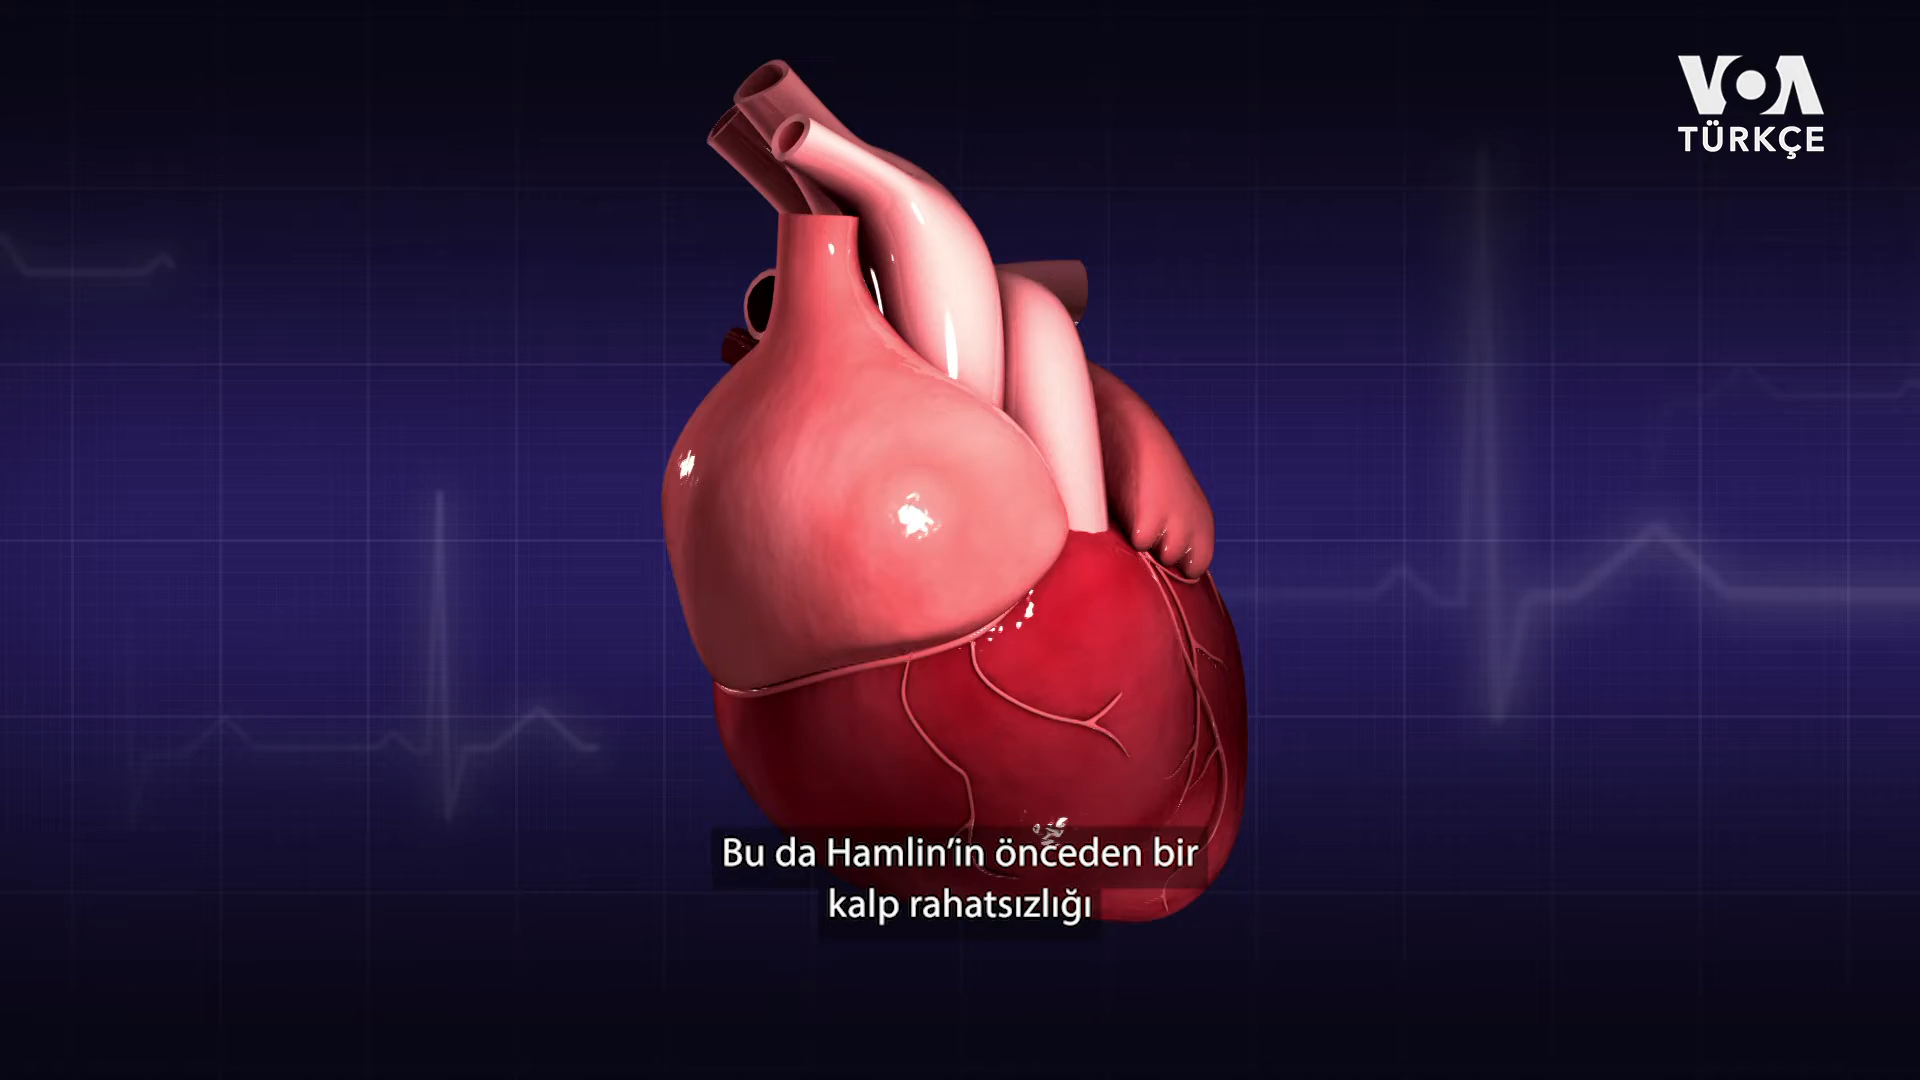 VOA
TÜRKÇE
Bu da Hamlin’in önceden bir
kalp rahatsızlığı